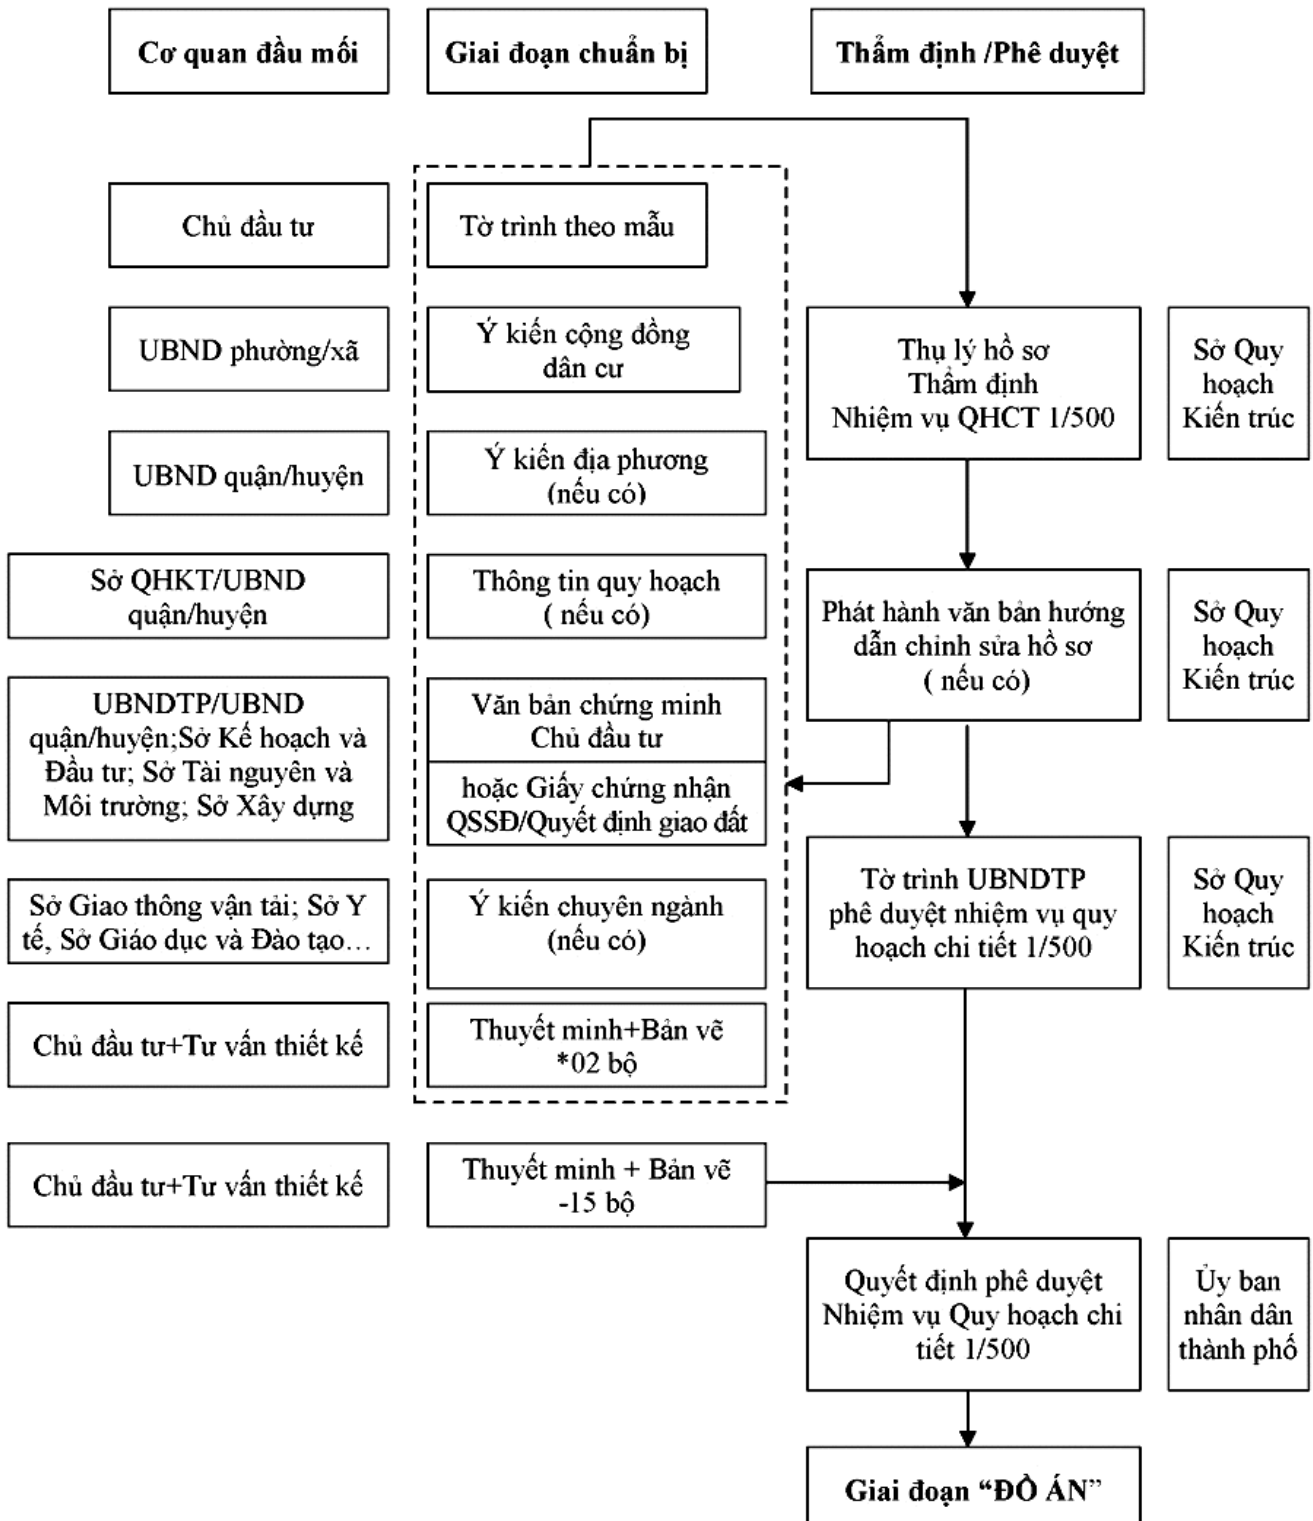 Cơ quan đầu mối
Giai đoạn chuẩn bị
Thẩm định /Phê duyệt
Chủ đầu tư
Tờ trình theo mẫu
UBND phường/xã
Ý kiến cộng đồng
dân cư
Thụ lý hồ sơ
Thẩm định
Nhiệm vụ QHCT 1/500
Sở Quy
hoạch
Kiến trúc
UBND quận/huyện
Ý kiến địa phương
(nếu có)
Sở QHKT/UBND
quận/huyện
Thông tin quy hoạch
( nếu có)
Phát hành văn bản hướng
dẫn chỉnh sửa hồ sơ
( nếu có)
Sở Quy
hoạch
Kiến trúc
UBNDTP/UBND
quận/huyện;Sở Kế hoạch và
Đầu tư; Sở Tài nguyên và
Môi trường; Sở Xây dựng
Văn bản chứng minh
Chủ đầu tư
hoặc Giấy chứng nhận
QSSĐ/Quyết định giao đất
Tờ trình UBNDTP
phê duyệt nhiệm vụ quy
hoạch chi tiết 1/500
Sở Quy
hoạch
Kiến trúc
Sở Giao thông vận tải; Sở Y
tế, Sở Giáo dục và Đào tạo...
Ý kiến chuyên ngành
(nếu có)
Chủ đầu tư+Tư vấn thiết kế
Thuyết minh+Bản vẽ
*02 bộ
Chủ đầu tư+Tư vấn thiết kế
Thuyết minh + Bản vẽ
-15 bộ
Quyết định phê duyệt
Nhiệm vụ Quy hoạch chi
tiết 1/500
Ủy ban
nhân dân
thành phố
Giai đoạn “ĐỒ ÁN”